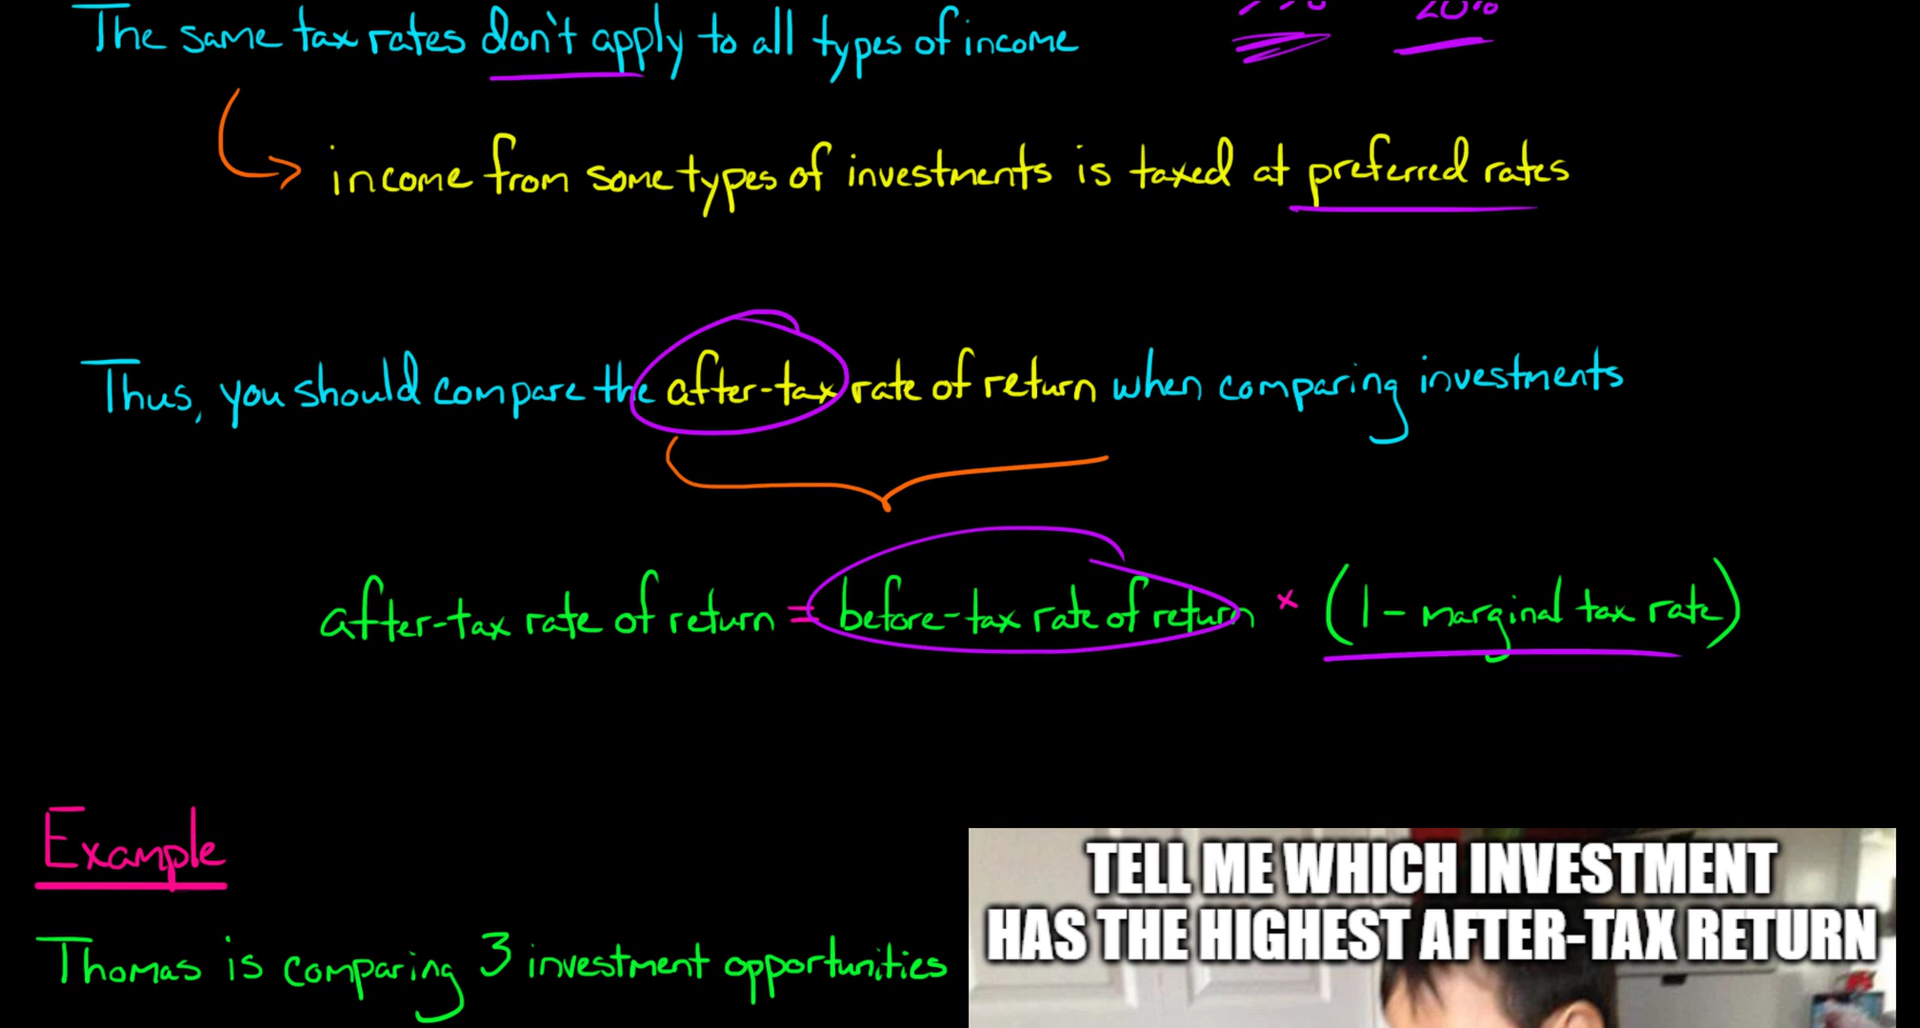 The same tax rates don't apply to all types of income
20%
income from some types of investments is taxed at preferred rates
Thus, you should compare the after-tax rate of return when comparing investments
after-tax rate of return = before-tax rate of return × (1 - marginal tax rate)
Example
Thomas is comparing 3 investment opportunities
TELL ME WHICH INVESTMENT
HAS THE HIGHEST AFTER-TAX RETURN